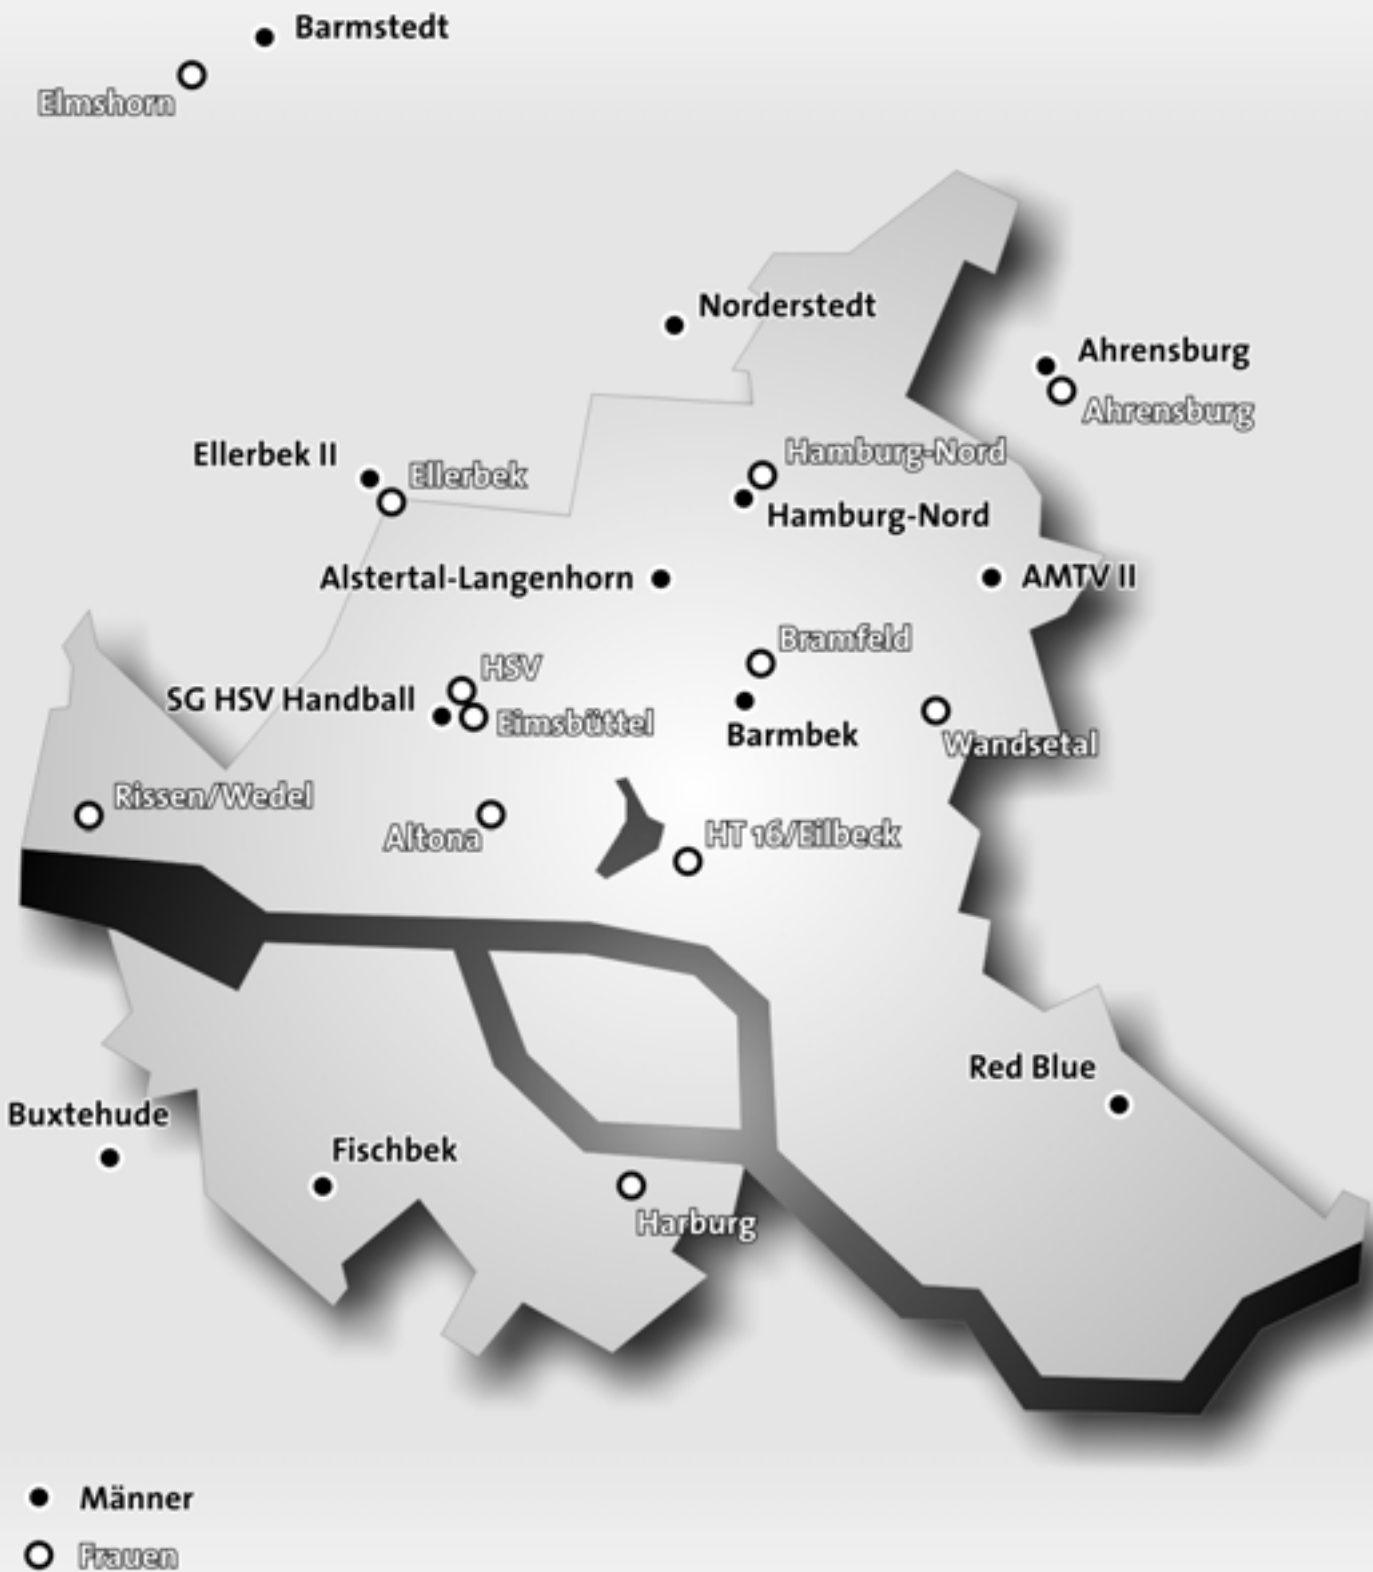 Barmstedt
Elmshorn
Norderstedt
Ahrensburg
Ahrensburg
Ellerbek II
Ellerbek
Hamburg-Nord
Hamburg-Nord
Alstertal-Langenhorn
AMTV II
Bramfeld
HSV
SG HSV Handball
Eimsbüttel
Barmbek
Wandsetal
Rissen/Wedel
Altona
HT 16/Eilbeck
Red Blue
Buxtehude
Fischbek
Harburg
Männer
Frauen